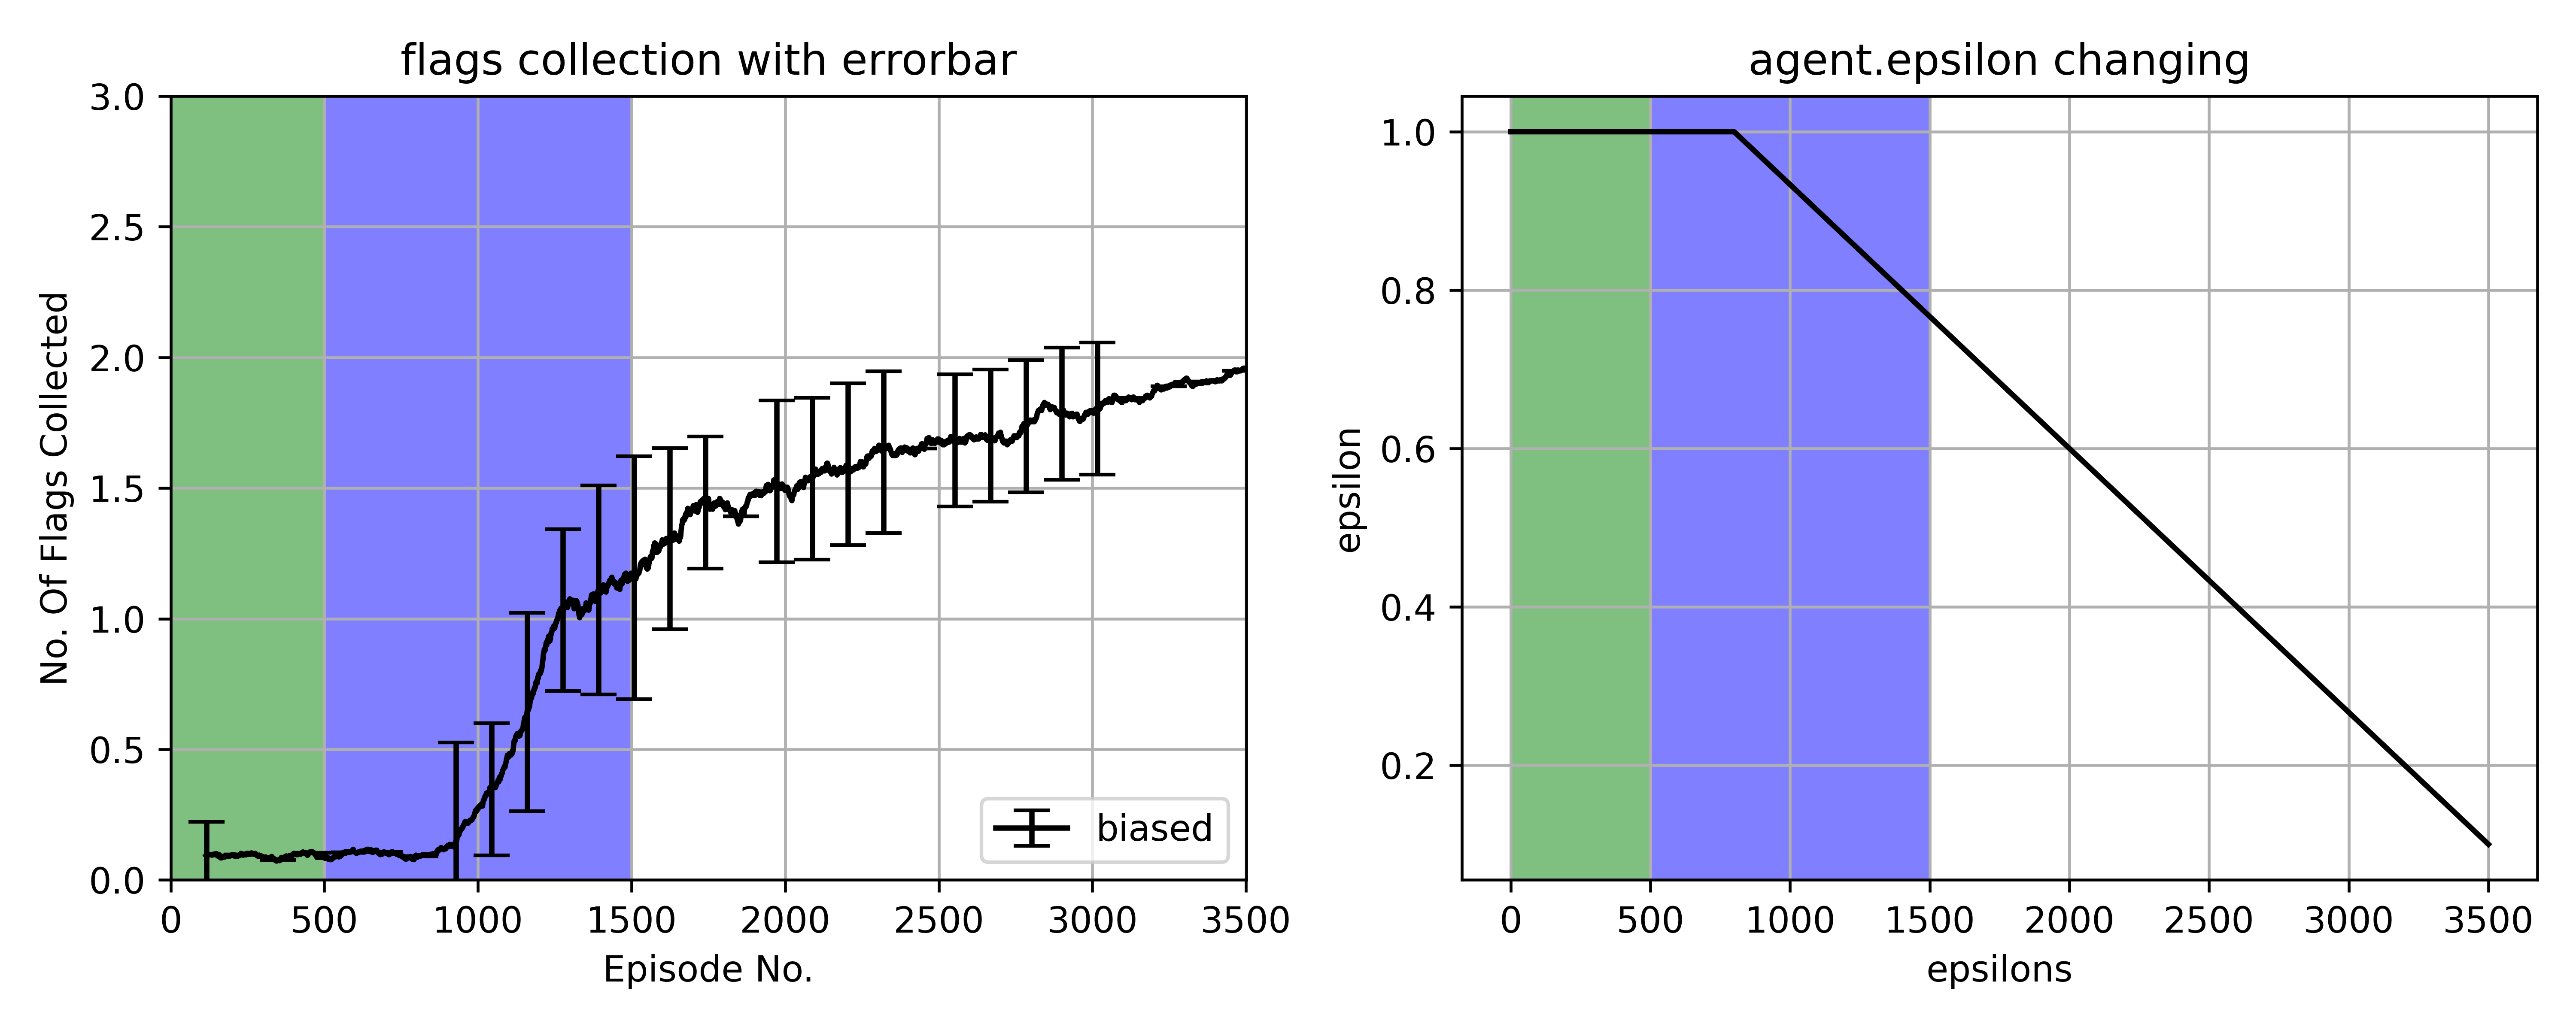 flags collection with errorbar
3.0
2.5
2.0
1.5
1.0
0.5
0.0
No. Of Flags Collected
0 500 1000 1500 2000 2500 3000 3500
Episode No.
biased
agent.epsilon changing
1.0
0.8
0.6
0.4
0.2
epsilon
0 500 1000 1500 2000 2500 3000 3500
epsilons